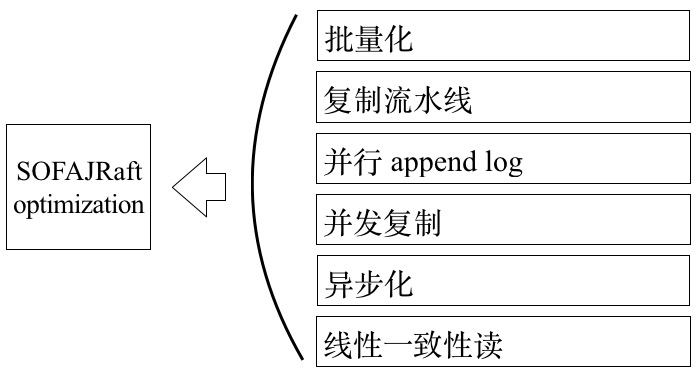 SOFAJRaft
optimization
批量化
复制流水线
并行 append log
并发复制
异步化
线性一致性读